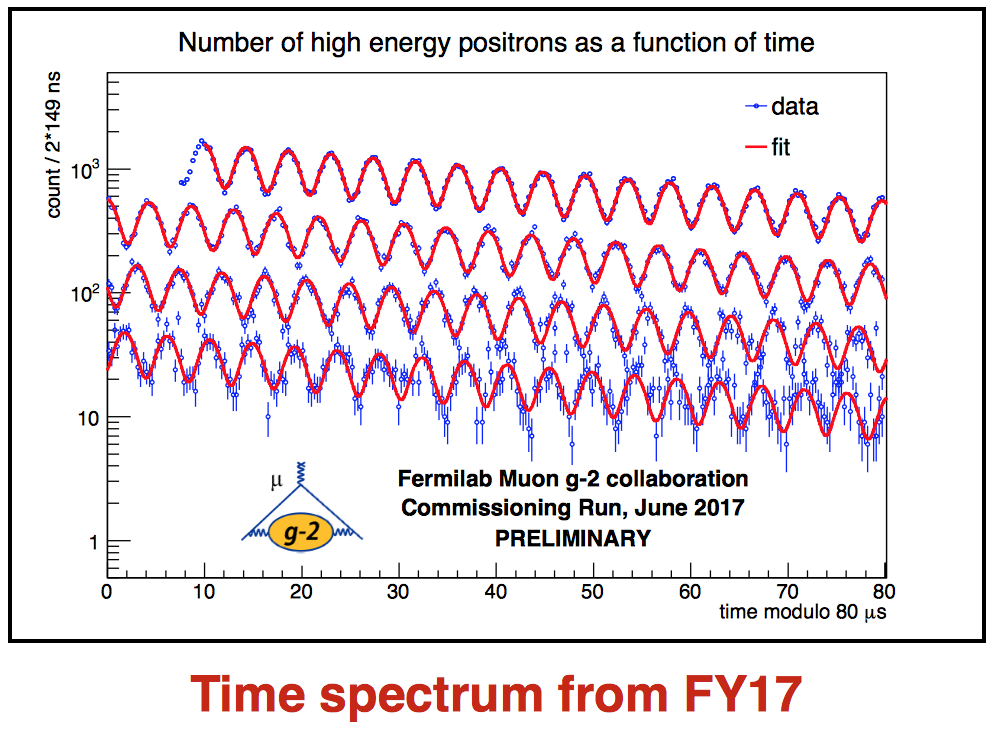 Number of high energy positrons as a function of time
count / 2*149 ns
10³
10²
10
1
data
fit
μ
g-2
Fermilab Muon g-2 collaboration
Commissioning Run, June 2017
PRELIMINARY
0 10 20 30 40 50 60 70 80
time modulo 80 μs
Time spectrum from FY17